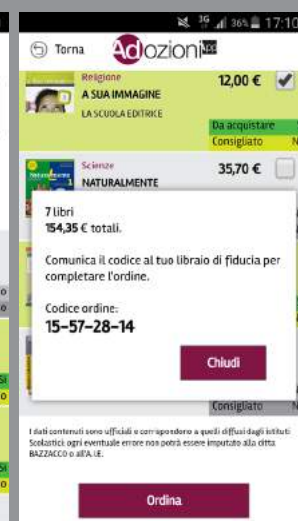 3G 36% 17:10
Torna
Adozioni APP
Religione
12,00 €
A SUA IMMAGINE
LA SCUOLA EDITRICE
Da acquistare
Consigliato
Scienze
35,70 €
NATURALMENTE
7 libri
154,35 € totali.
Comunica il codice al tuo libraio di fiducia per
completare l'ordine.
Codice ordine:
15-57-28-14
Chiudi
Consigliato
I dati contenuti sono ufficiali e corrispondono a quelli diffusi dagli istituti
Scolastici; ogni eventuale errore non potrà essere imputato alla ditta
BAZZACCO o all'A.I.E.
Ordina